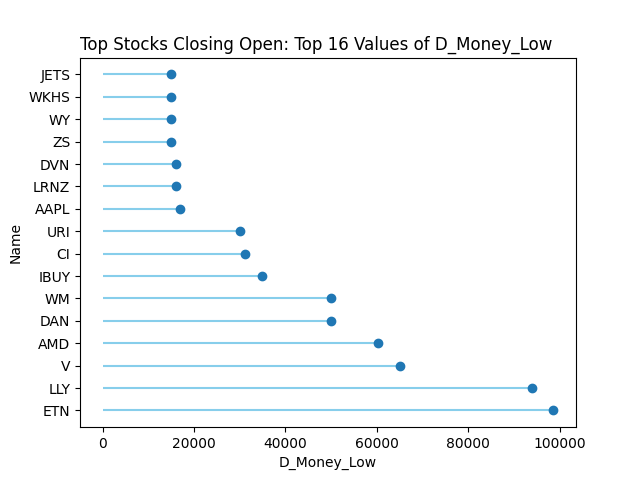 Top Stocks Closing Open: Top 16 Values of D_Money_Low
JETS
WKHS
WY
ZS
DVN
LRNZ
AAPL
URI
CI
IBUY
WM
DAN
AMD
V
LLY
ETN
Name
0 20000 40000 60000 80000 100000
D_Money_Low